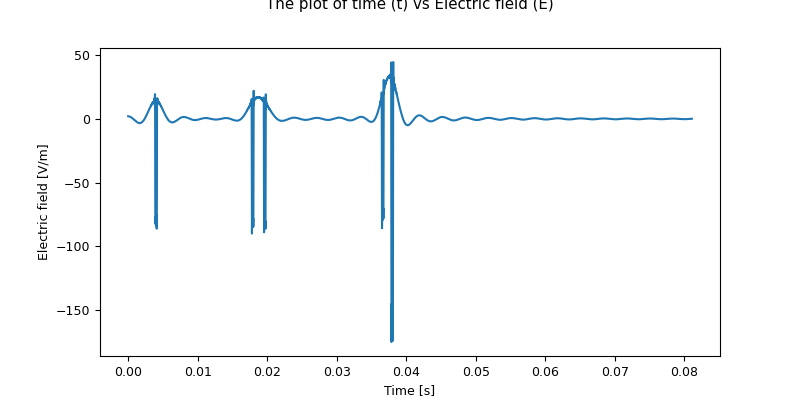 The plot of time (t) vs Electric field (E)
50
0
−50
−100
−150
Electric field [V/m]
0.00 0.01 0.02 0.03 0.04 0.05 0.06 0.07 0.08
Time [s]